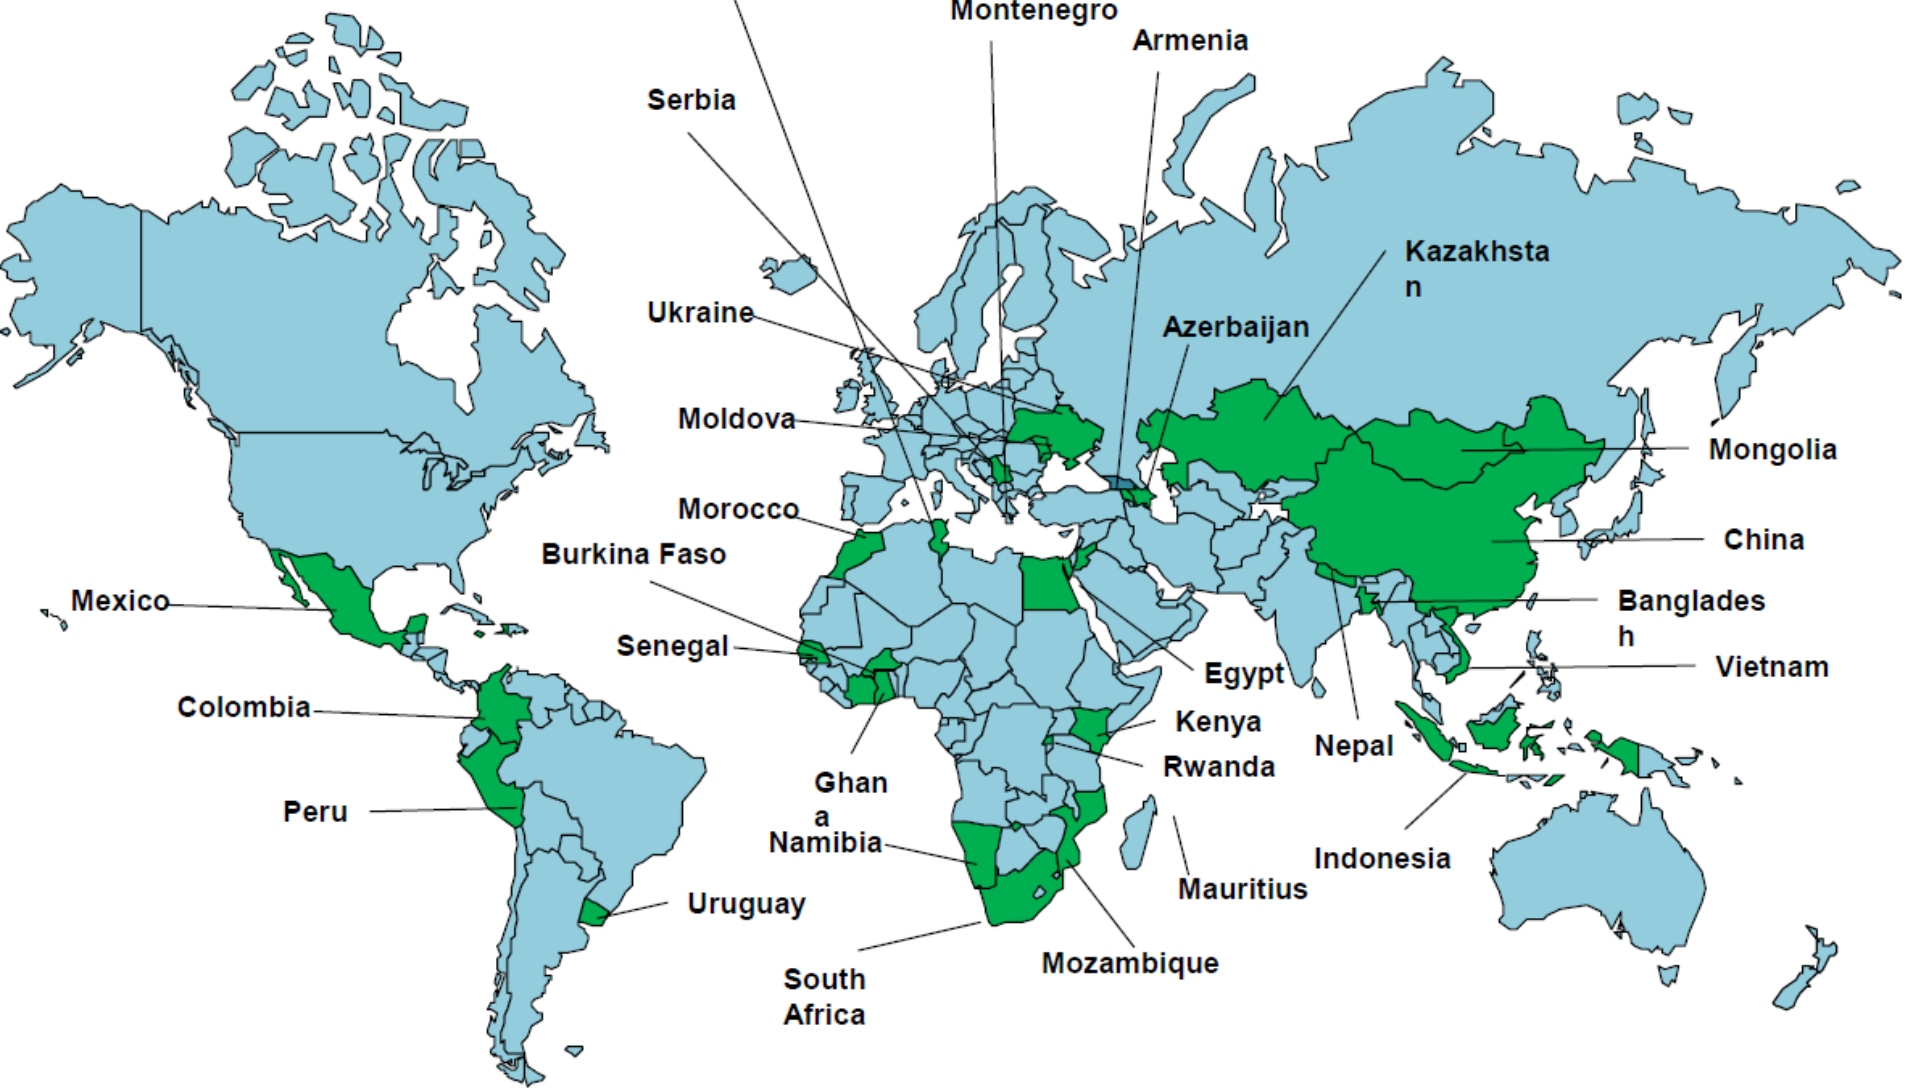 Montenegro
Armenia
Serbia
Kazakhsta
n
Ukraine
Azerbaijan
Moldova
Mongolia
Morocco
China
Burkina Faso
Mexico
Banglades
h
Senegal
Egypt
Vietnam
Colombia
Kenya
Nepal
Rwanda
Ghan
a
Peru
Namibia
Indonesia
Mauritius
Uruguay
Mozambique
South
Africa